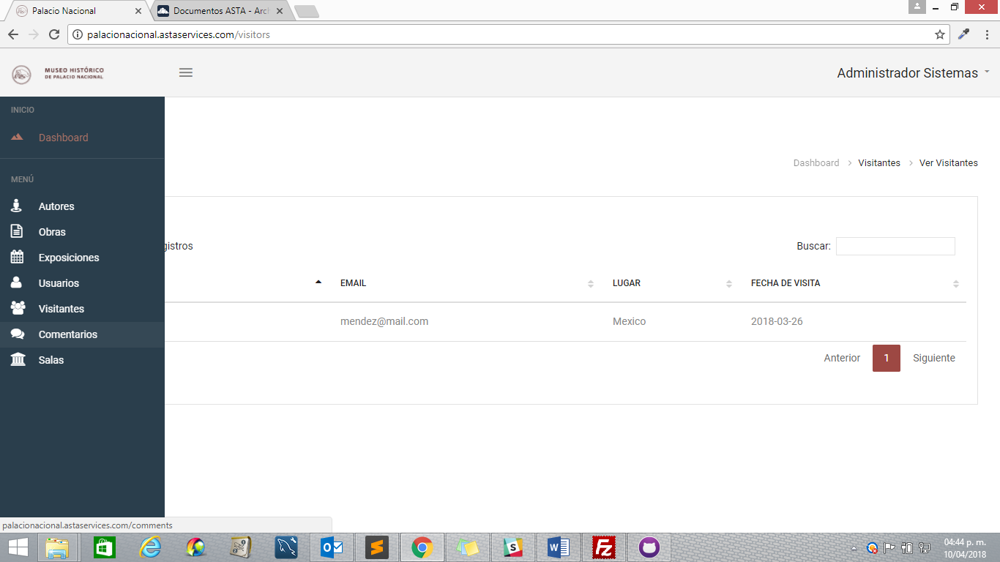 Palacio Nacional
Documentos ASTA - Arch
palacionacional.astaservices.com/visitors
MUSEO HISTÓRICO
DE PALACIO NACIONAL
Administrador Sistemas
INICIO
Dashboard
Dashboard > Visitantes > Ver Visitantes
MENÚ
Autores
Obras
Exposiciones
Usuarios
Visitantes
Comentarios
Salas
gistros
Buscar:
EMAIL LUGAR FECHA DE VISITA
mendez@mail.com Mexico 2018-03-26
Anterior 1 Siguiente
palacionacional.astaservices.com/comments
04:44 p. m.
10/04/2018